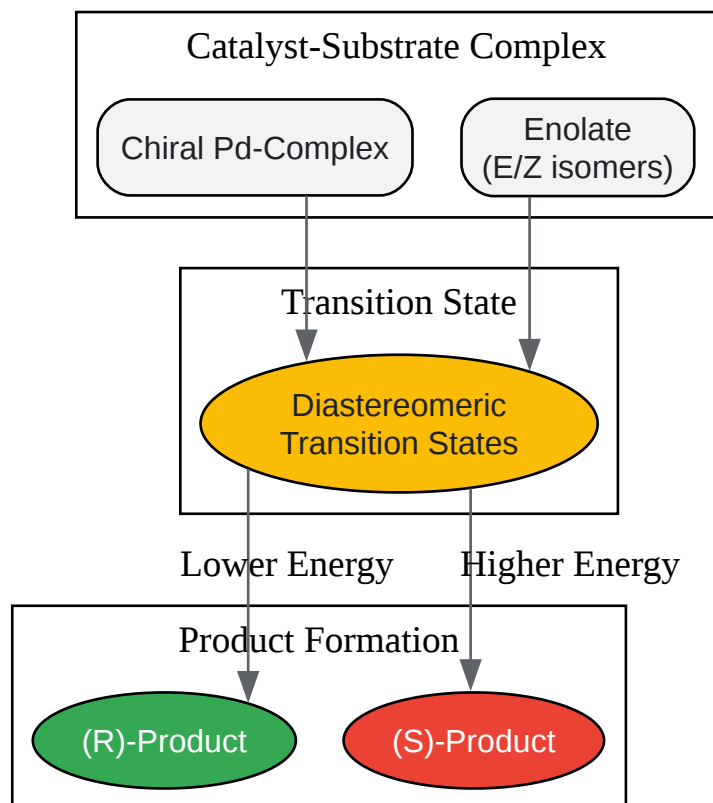 Catalyst-Substrate Complex
Chiral Pd-Complex
Enolate
(E/Z isomers)
Transition State
Diastereomeric
Transition States
Lower Energy
Higher Energy
Product Formation
(R)-Product
(S)-Product